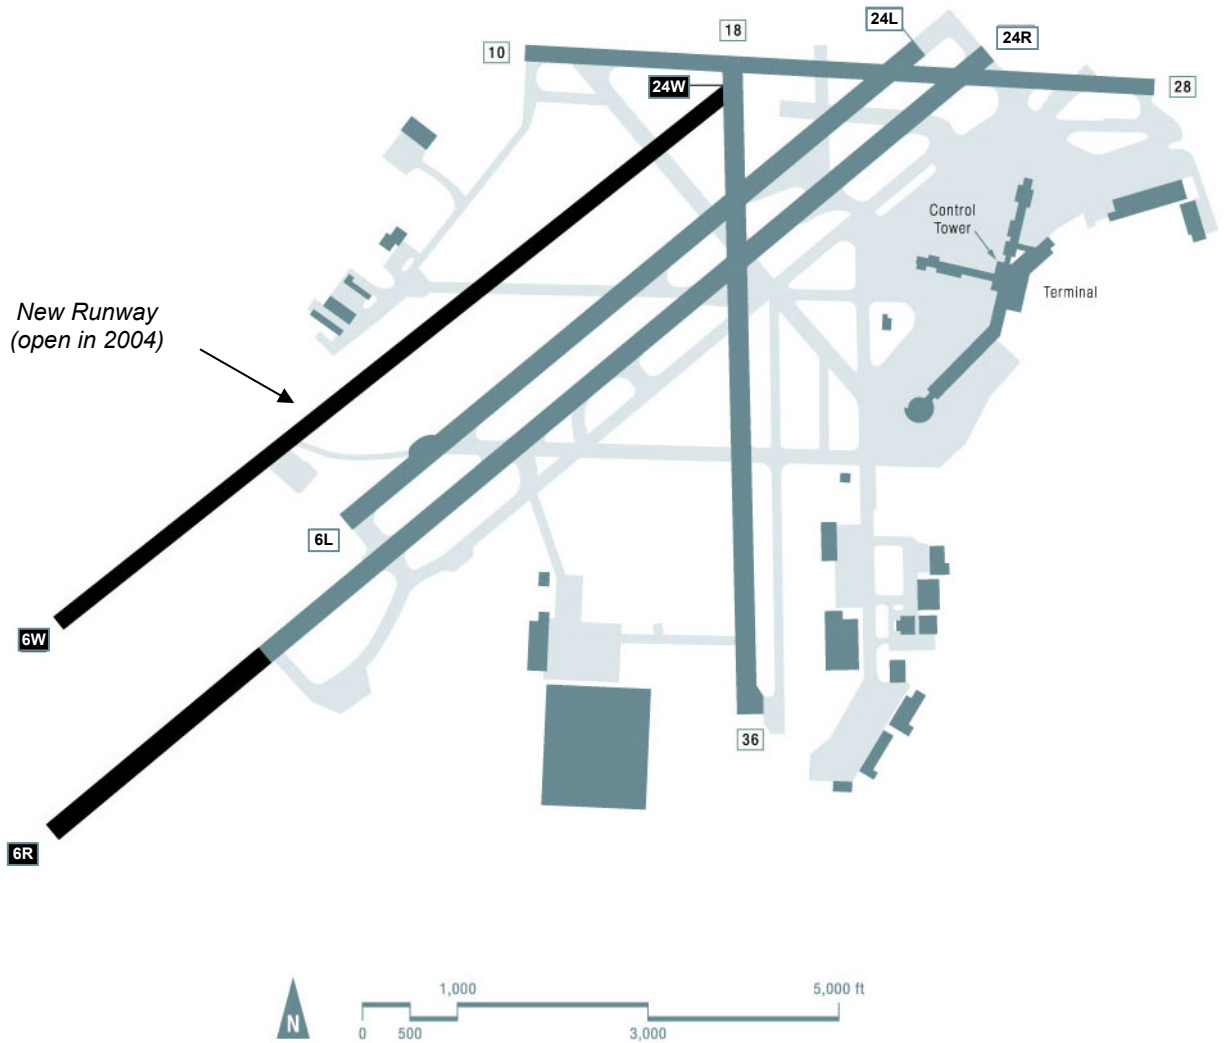 24L
18
24R
10
24W
28
Control
Tower
Terminal
New Runway
(open in 2004)
6L
6W
36
6R
1,000
5,000 ft
N
0
500
3,000